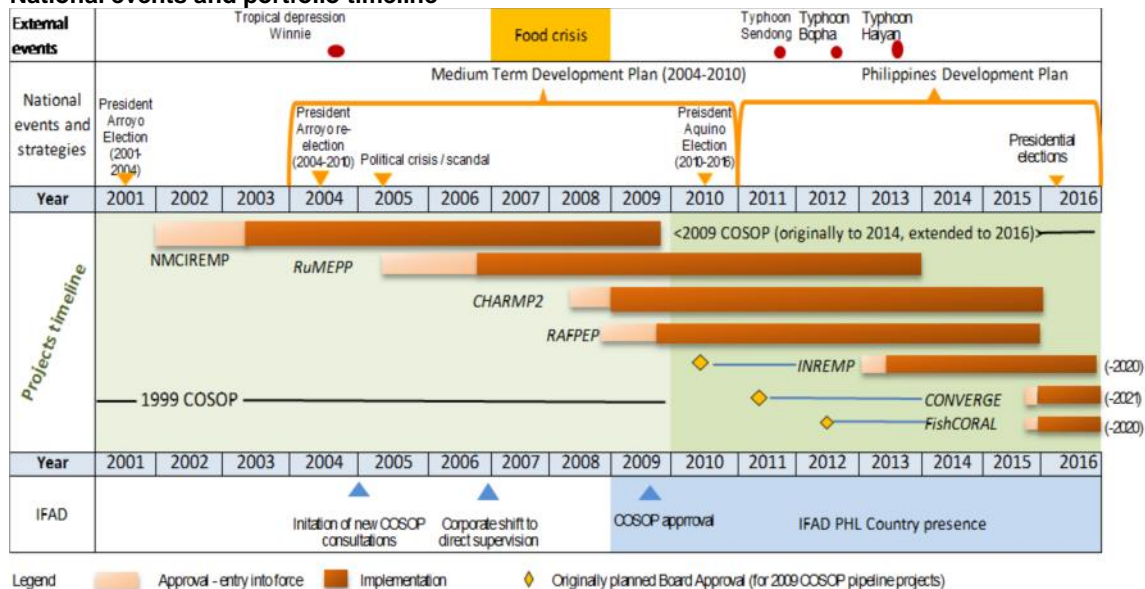 National events and portfolio timeline
External events
Tropical depression Winnie
Food crisis
Typhoon Sendong
Typhoon Bopha
Typhoon Haiyan
National events and strategies
Medium Term Development Plan (2004-2010)
Philippines Development Plan
President Arroyo Election (2001-2004)
President Arroyo re-election (2004-2010)
Political crisis / scandal
Preisdent Aquino Election (2010-2016)
Presidential elections
Year 2001 2002 2003 2004 2005 2006 2007 2008 2009 2010 2011 2012 2013 2014 2015 2016
Projects timeline
<2009 COSOP (originally to 2014, extended to 2016)>
NMCIREMP
RuMEPP
CHARMP2
RAFPEP
INREMP (-2020)
1999 COSOP
CONVERGE (-2021)
FishCORAL (-2020)
Year 2001 2002 2003 2004 2005 2006 2007 2008 2009 2010 2011 2012 2013 2014 2015 2016
IFAD
Initation of new COSOP consultations
Corporate shift to direct supervision
COSOP apprroval
IFAD PHL Country presence
Legend
Approval - entry into force
Implementation
Originally planned Board Approval (for 2009 COSOP pipeline projects)